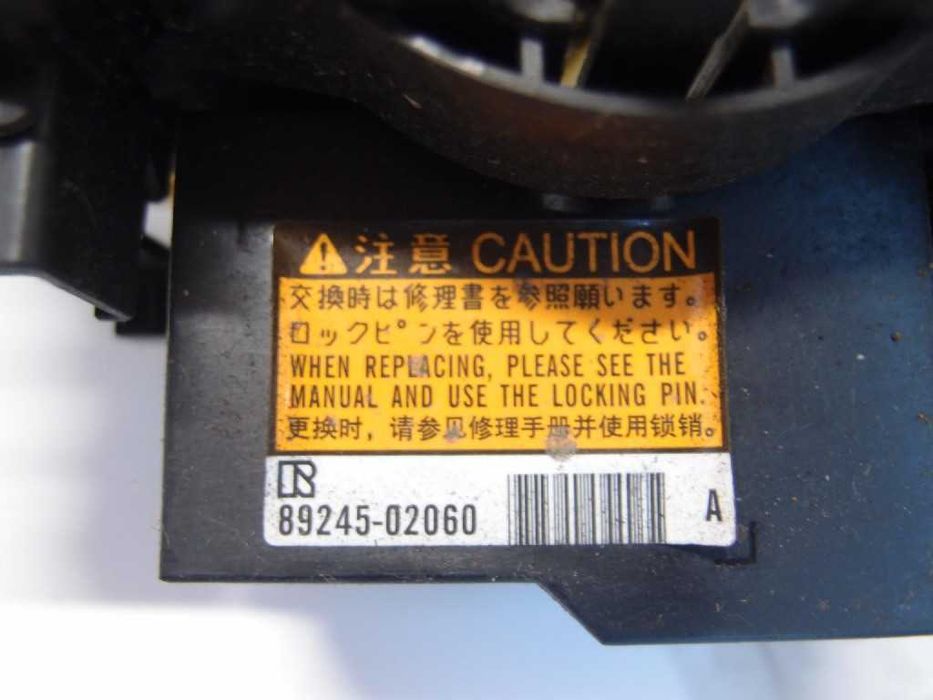 注意 CAUTION
交換時は修理書を参照願います。
ロックピンを使用してください。
WHEN REPLACING, PLEASE SEE THE
MANUAL AND USE THE LOCKING PIN.
更换时，请参见修理手册并使用锁销。
89245-02060 A